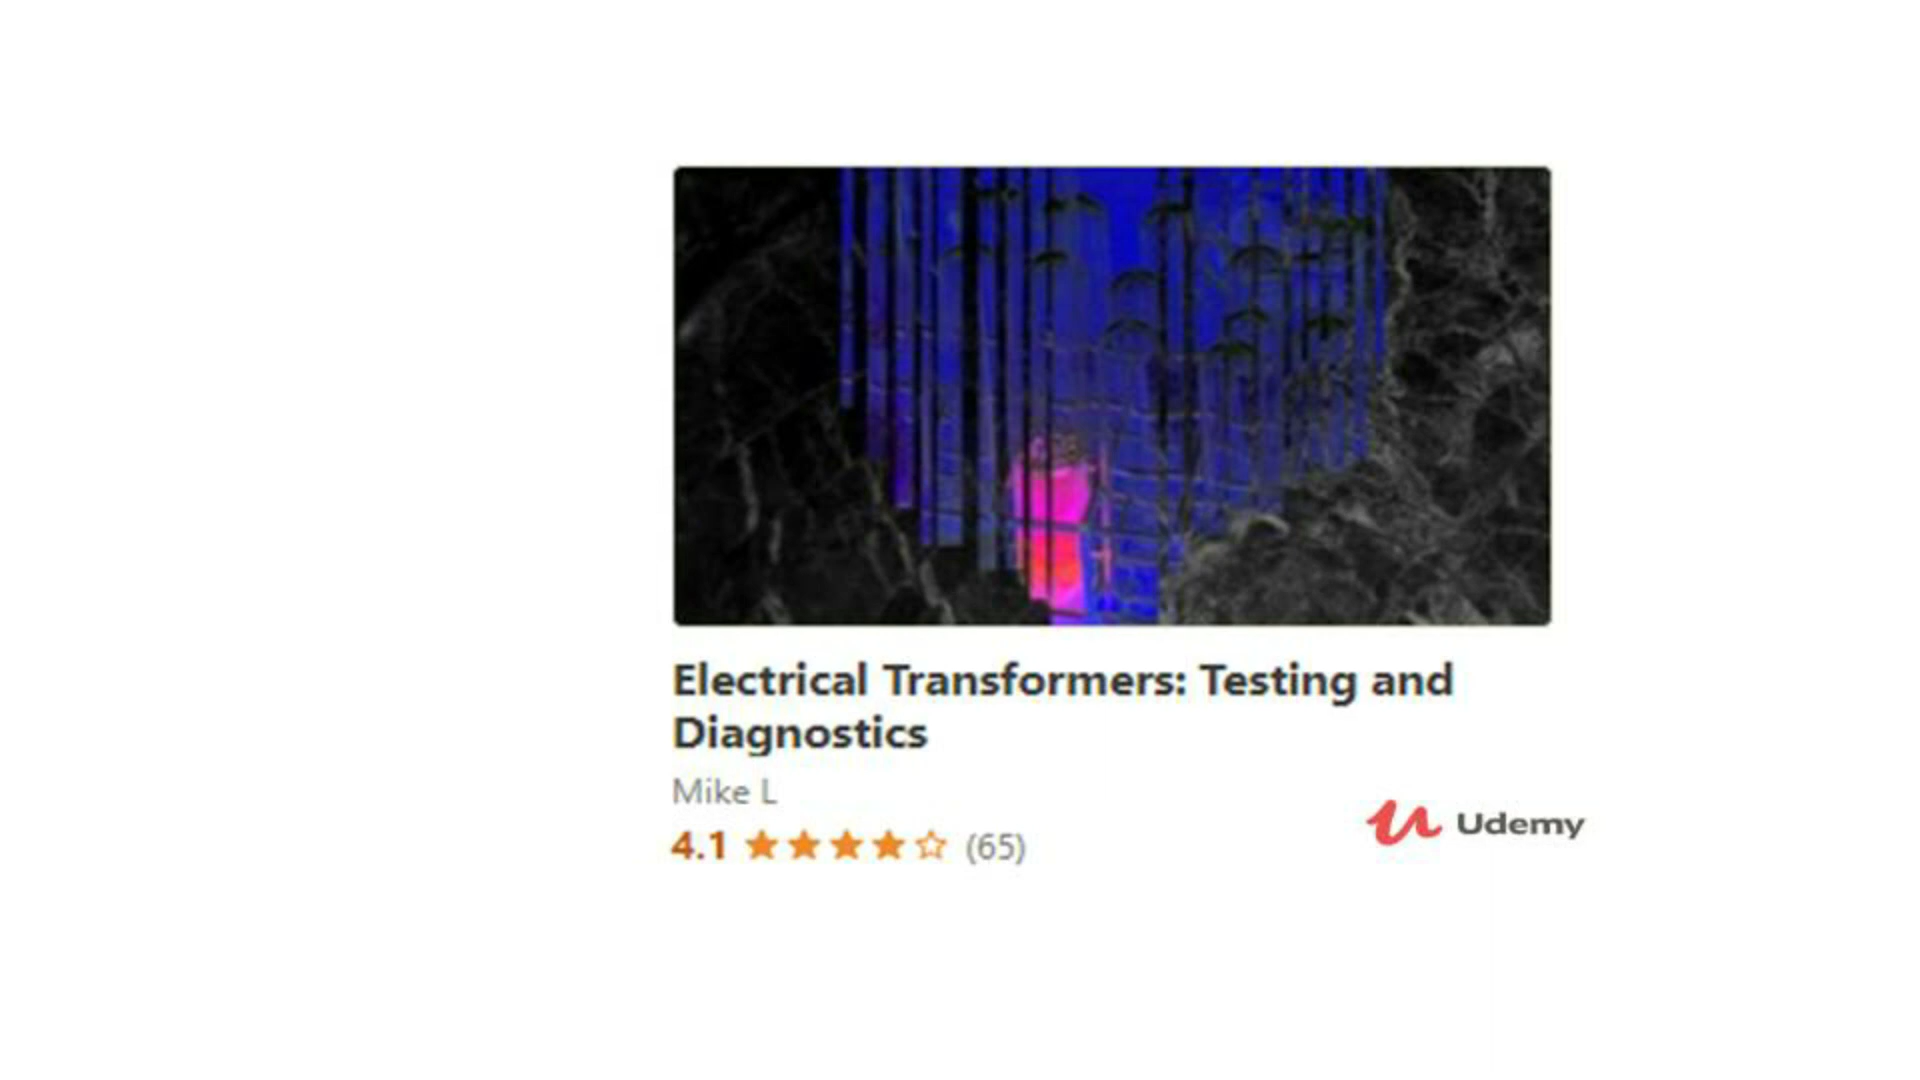 Electrical Transformers: Testing and
Diagnostics
Mike L
4.1 (65)
Udemy